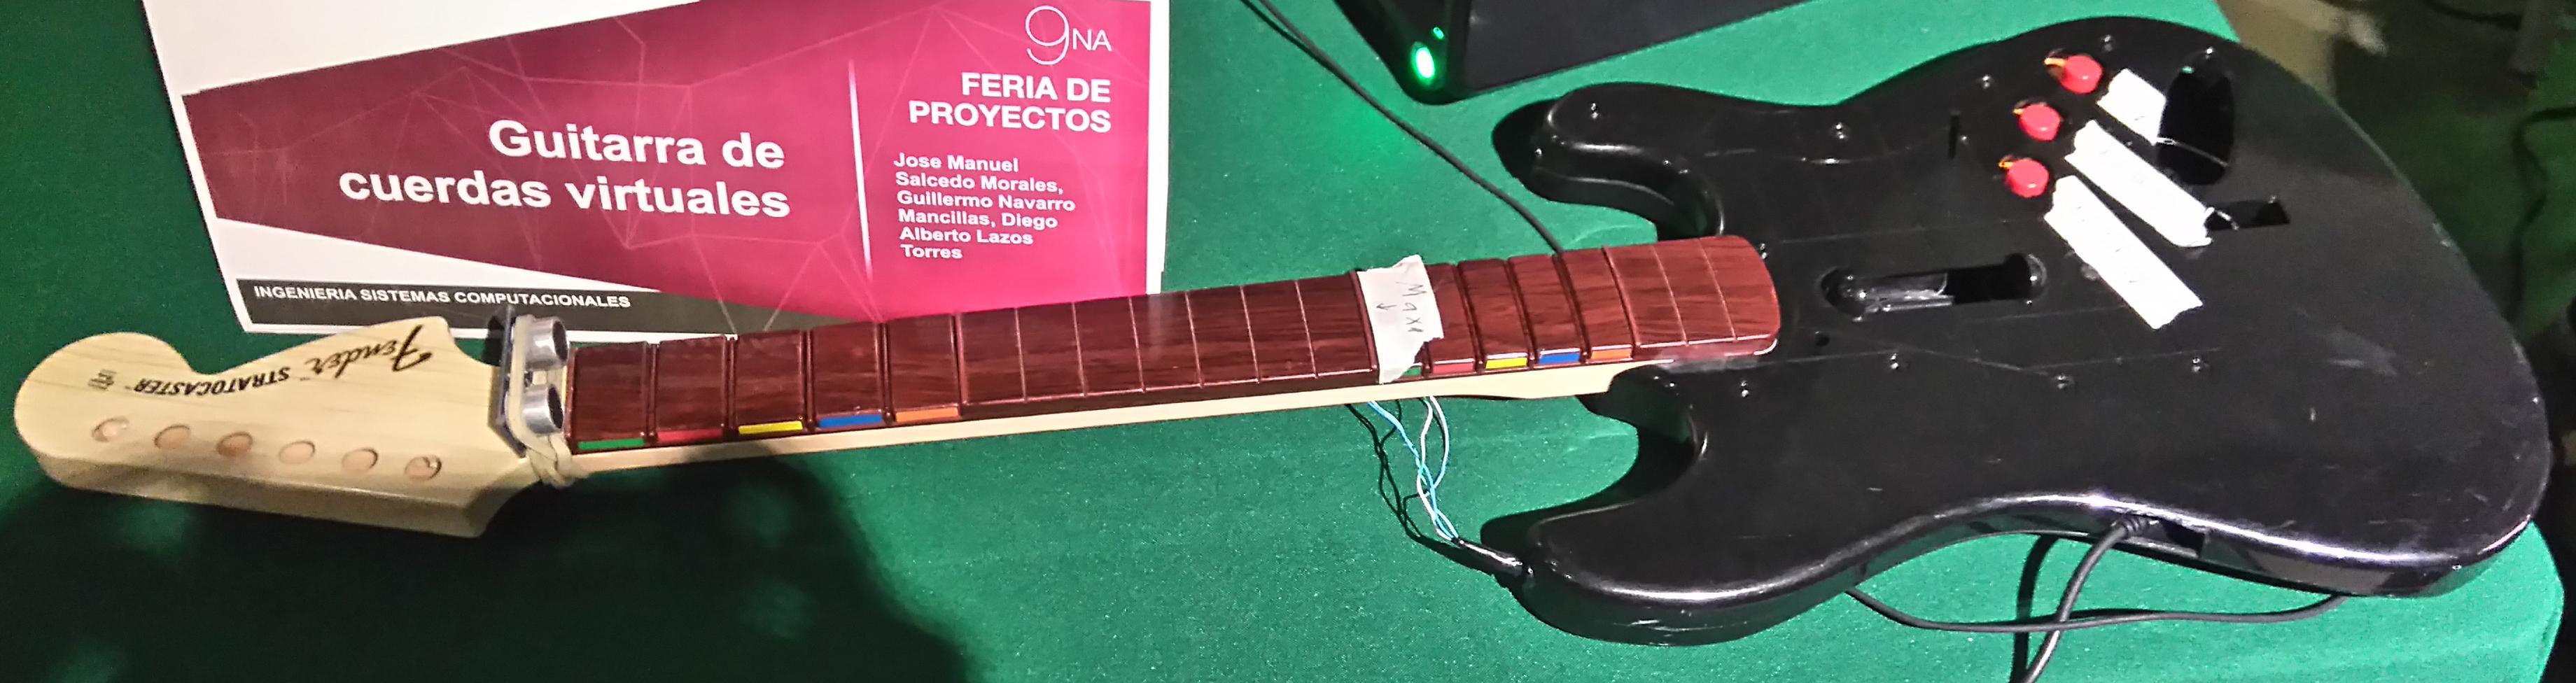 9NA
FERIA DE
PROYECTOS
Guitarra de
cuerdas virtuales
Jose Manuel
Salcedo Morales,
Guillermo Navarro
Mancillas, Diego
Alberto Lazos
Torres
INGENIERIA SISTEMAS COMPUTACIONALES
Fender
STRATOCASTER